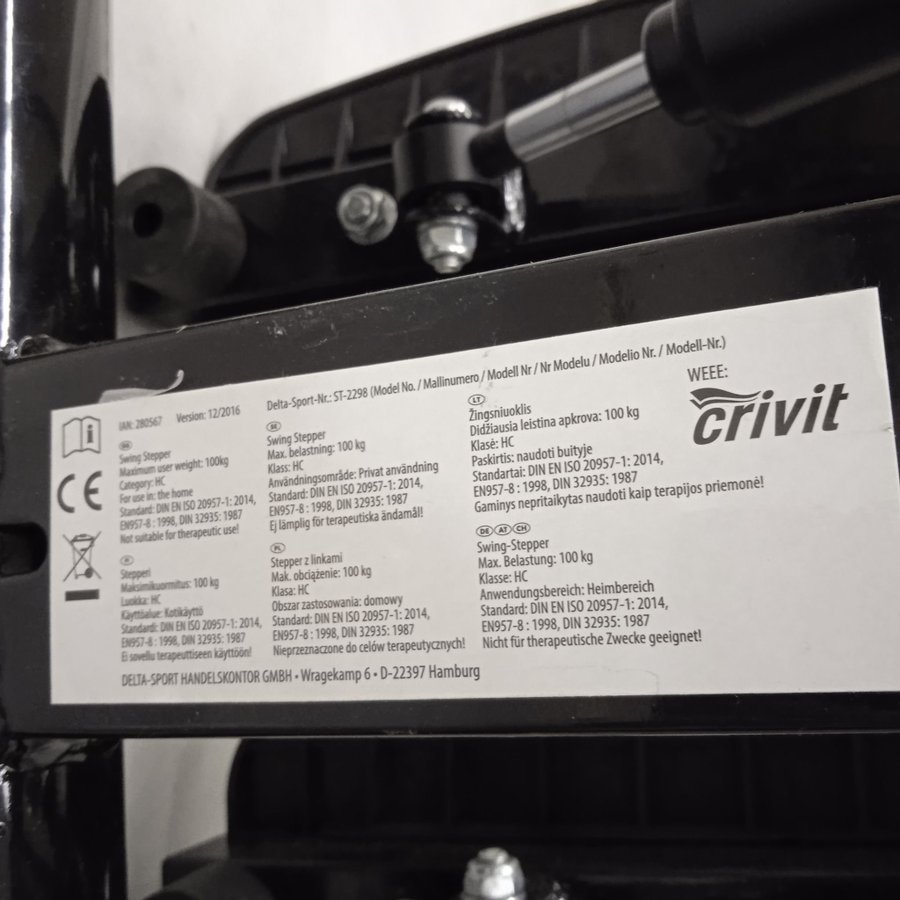 IAN: 280567 Version: 12/2016 Delta-Sport-Nr.: ST-2298 (Model No. / Mallinumero / Modell Nr / Nr Modelu / Modelio Nr. / Modell-Nr.)
GB
Swing Stepper
Maximum user weight: 100kg
Category: HC
For use in: the home
Standard: DIN EN ISO 20957-1: 2014,
EN957-8 : 1998, DIN 32935: 1987
Not suitable for therapeutic use!
SE
Swing Stepper
Max. belastning: 100 kg
Klass: HC
Användningsområde: Privat användning
Standard: DIN EN ISO 20957-1: 2014,
EN957-8 : 1998, DIN 32935: 1987
Ej lämplig för terapeutiska ändamål!
LT
Žingsniuoklis
Didžiausia leistina apkrova: 100 kg
Klasė: HC
Paskirtis: naudoti buityje
Standartai: DIN EN ISO 20957-1: 2014,
EN957-8 : 1998, DIN 32935: 1987
Gaminys nepritaikytas naudoti kaip terapijos priemonė!
WEEE:
crivit
CE
FI
Stepperi
Maksimikuormitus: 100 kg
Luokka: HC
Käyttöalue: Kotikäyttö
Standardi: DIN EN ISO 20957-1: 2014,
EN957-8 : 1998, DIN 32935: 1987
Ei sovellu terapeuttiseen käyttöön!
PL
Stepper z linkami
Mak. obciążenie: 100 kg
Klasa: HC
Obszar zastosowania: domowy
Standard: DIN EN ISO 20957-1: 2014,
EN957-8 : 1998, DIN 32935: 1987
Nieprzeznaczone do celów terapeutycznych!
DE AT CH
Swing-Stepper
Max. Belastung: 100 kg
Klasse: HC
Anwendungsbereich: Heimbereich
Standard: DIN EN ISO 20957-1: 2014,
EN957-8 : 1998, DIN 32935: 1987
Nicht für therapeutische Zwecke geeignet!
DELTA-SPORT HANDELSKONTOR GMBH • Wragekamp 6 • D-22397 Hamburg